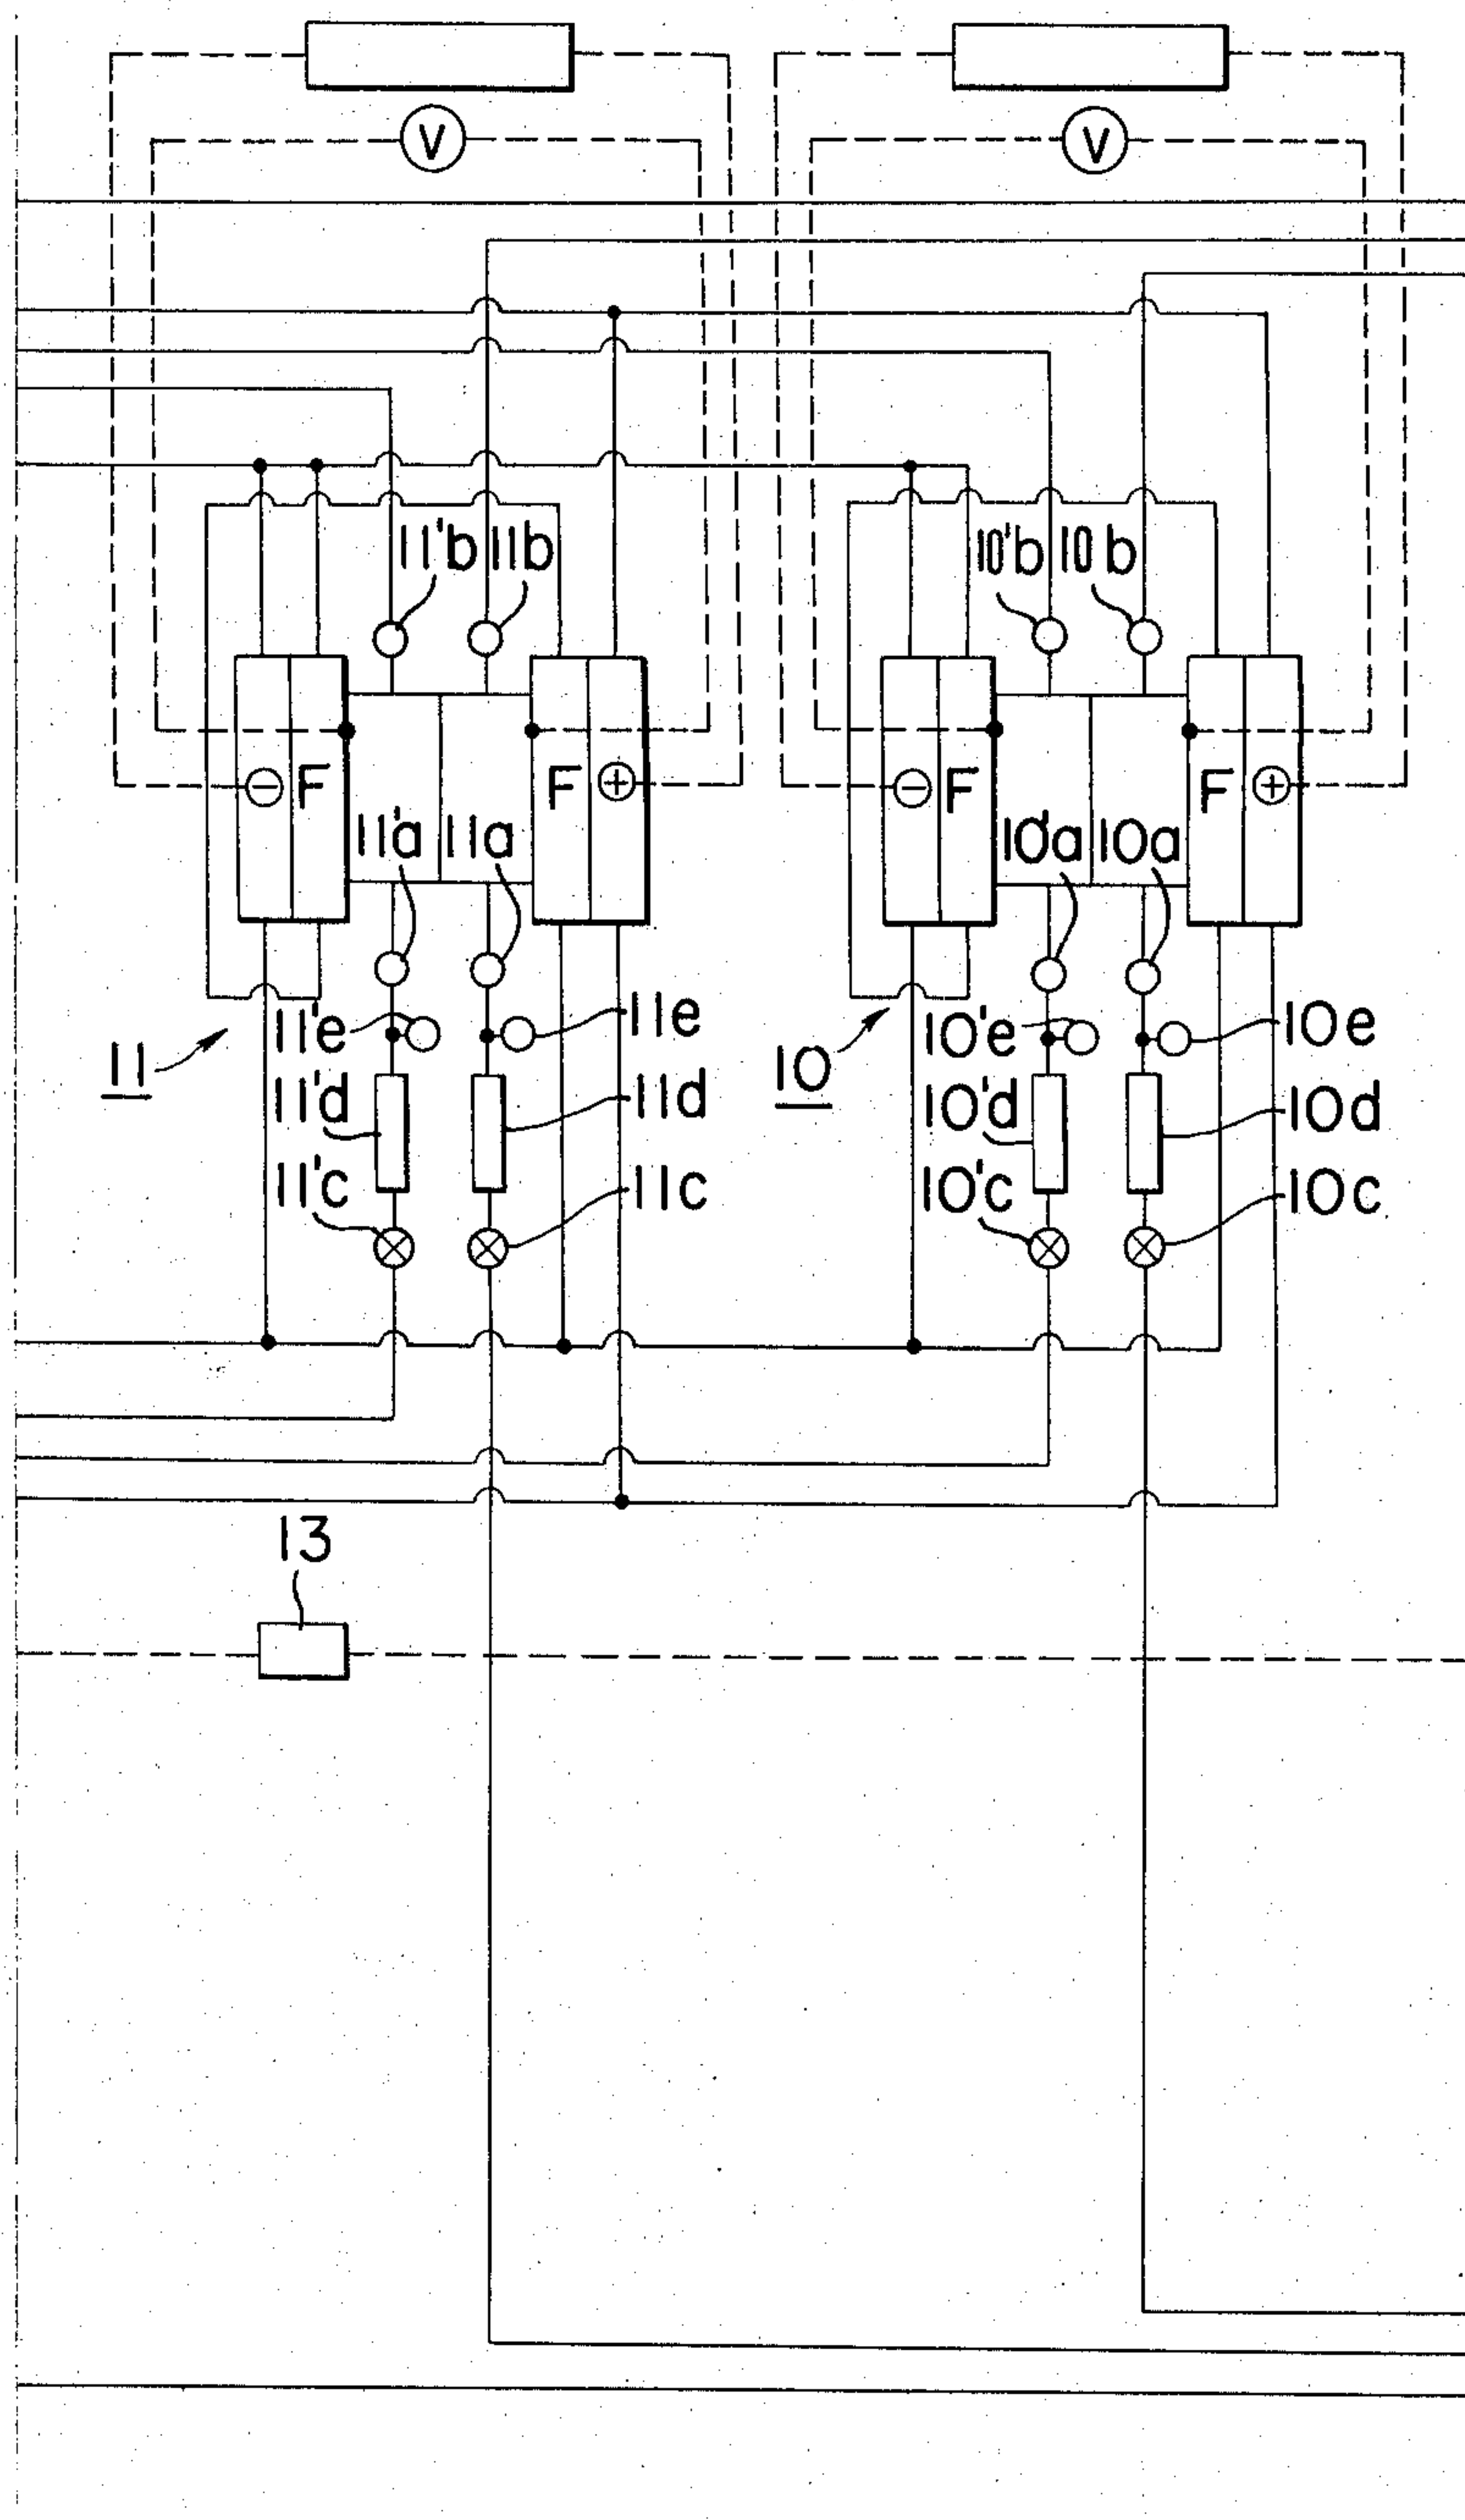 V V
11'b 11b 10'b 10b
− F F + − F F +
11'a 11a 10'a 10a
11'e 11e 10'e 10e
11 10
11'd 11d 10'd 10d
11'c 11c 10'c 10c
13